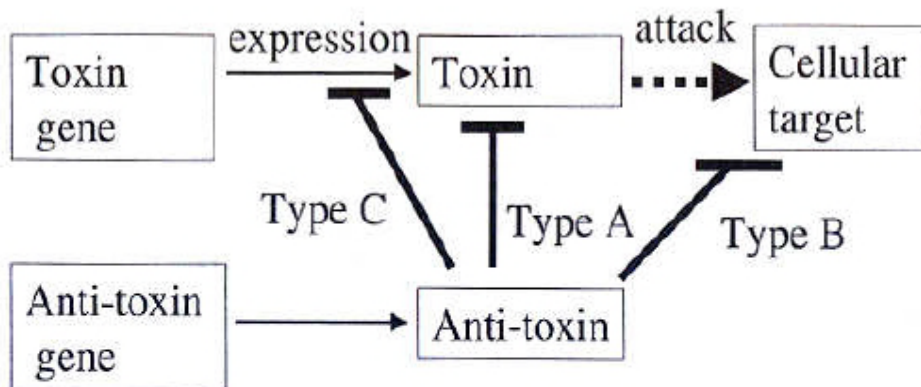 expression
attack
Toxin
gene
Toxin
Cellular
target
Type C
Type A
Type B
Anti-toxin
gene
Anti-toxin